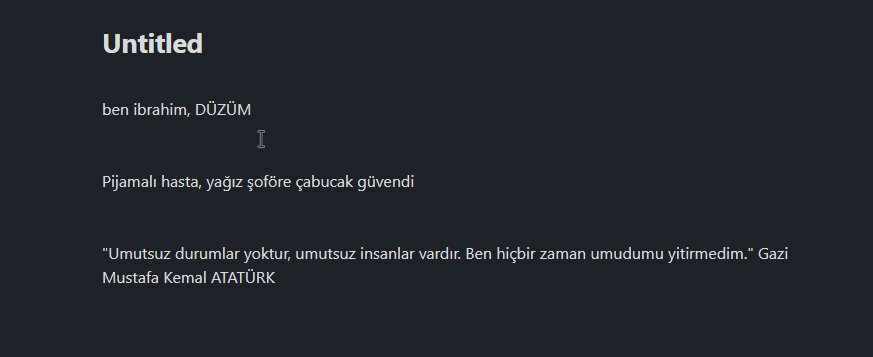 Untitled
ben ibrahim, DÜZÜM
Pijamalı hasta, yağız şoföre çabucak güvendi
"Umutsuz durumlar yoktur, umutsuz insanlar vardır. Ben hiçbir zaman umudumu yitirmedim." Gazi
Mustafa Kemal ATATÜRK